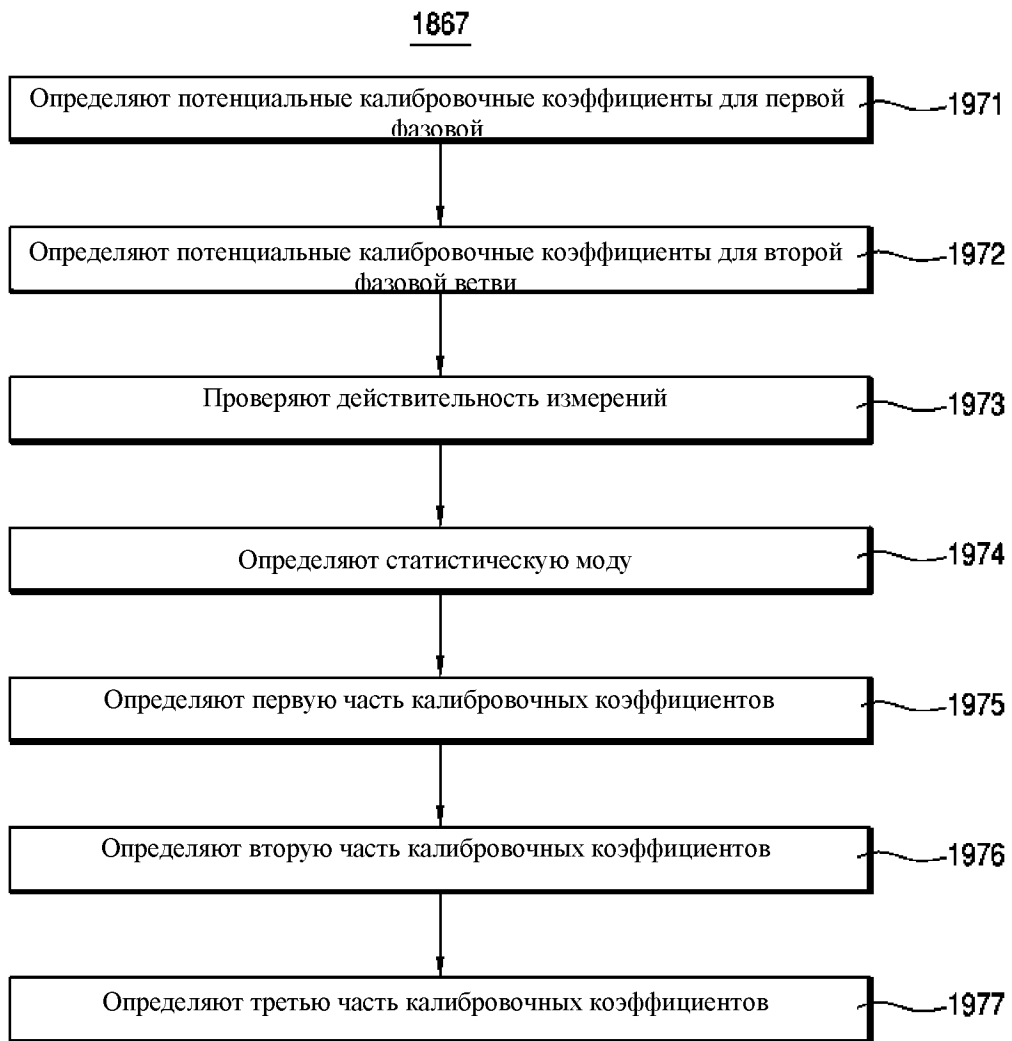 1867
Определяют потенциальные калибровочные коэффициенты для первой
фазовой
1971
Определяют потенциальные калибровочные коэффициенты для второй
фазовой ветви
1972
Проверяют действительность измерений
1973
Определяют статистическую моду
1974
Определяют первую часть калибровочных коэффициентов
1975
Определяют вторую часть калибровочных коэффициентов
1976
Определяют третью часть калибровочных коэффициентов
1977